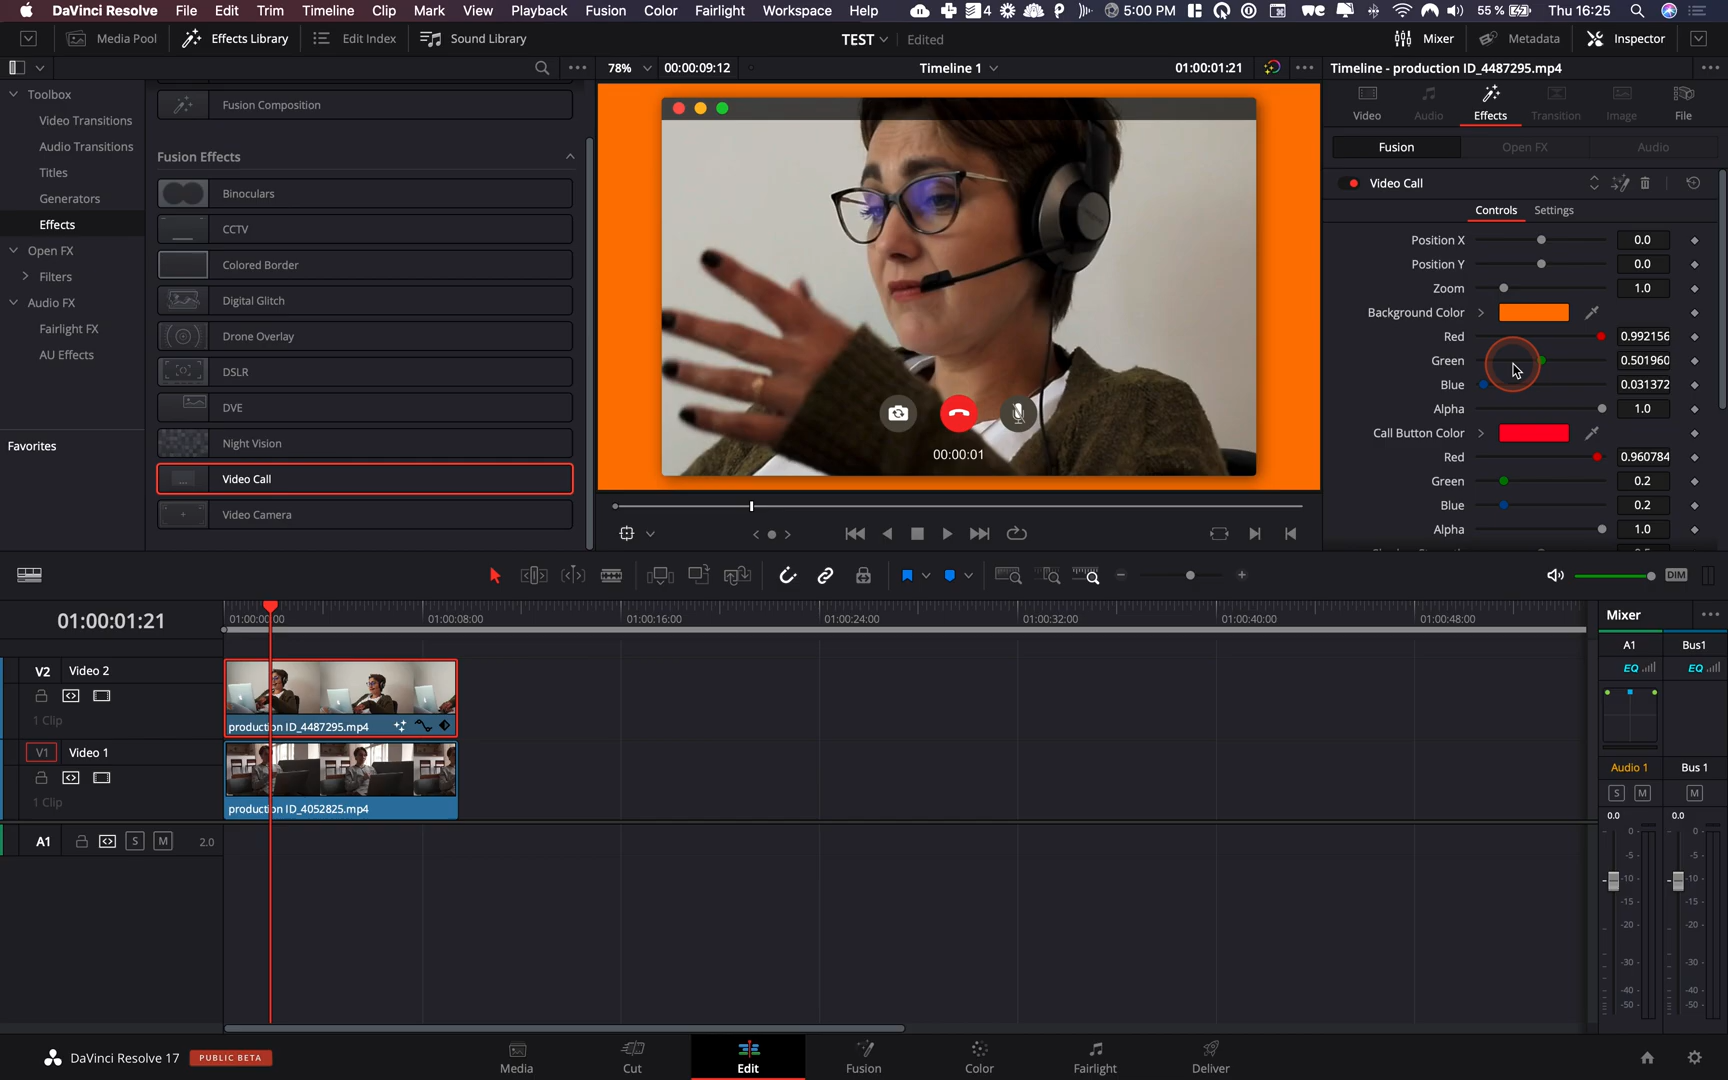 DaVinci Resolve File Edit Trim Timeline Clip Mark View Playback Fusion Color Fairlight Workspace Help 4 5:00 PM 55 % Thu 16:25
Media Pool Effects Library Edit Index Sound Library TEST Edited Mixer Metadata Inspector
78% 00:00:09:12 Timeline 1 01:00:01:21 Timeline - production ID_4487295.mp4
Toolbox
Video Transitions
Audio Transitions
Titles
Generators
Effects
Open FX
Filters
Audio FX
Fairlight FX
AU Effects
Favorites
Fusion Composition
Fusion Effects
Binoculars
CCTV
Colored Border
Digital Glitch
Drone Overlay
DSLR
DVE
Night Vision
Video Call
Video Camera
00:00:01
Video Audio Effects Transition Image File
Fusion Open FX Audio
Video Call
Controls Settings
Position X 0.0
Position Y 0.0
Zoom 1.0
Background Color
Red 0.992156
Green 0.501960
Blue 0.031372
Alpha 1.0
Call Button Color
Red 0.960784
Green 0.2
Blue 0.2
Alpha 1.0
DIM
01:00:01:21
01:00:00:00 01:00:08:00 01:00:16:00 01:00:24:00 01:00:32:00 01:00:40:00 01:00:48:00
V2 Video 2
1 Clip
production ID_4487295.mp4
V1 Video 1
1 Clip
production ID_4052825.mp4
A1 S M 2.0
Mixer
A1 Bus1
EQ EQ
Audio 1 Bus 1
S M M
0.0 0.0
0 0
-5 -5
-10 -10
-15 -15
-20 -20
-30 -30
-40 -40
-50 -50
DaVinci Resolve 17 PUBLIC BETA
Media Cut Edit Fusion Color Fairlight Deliver